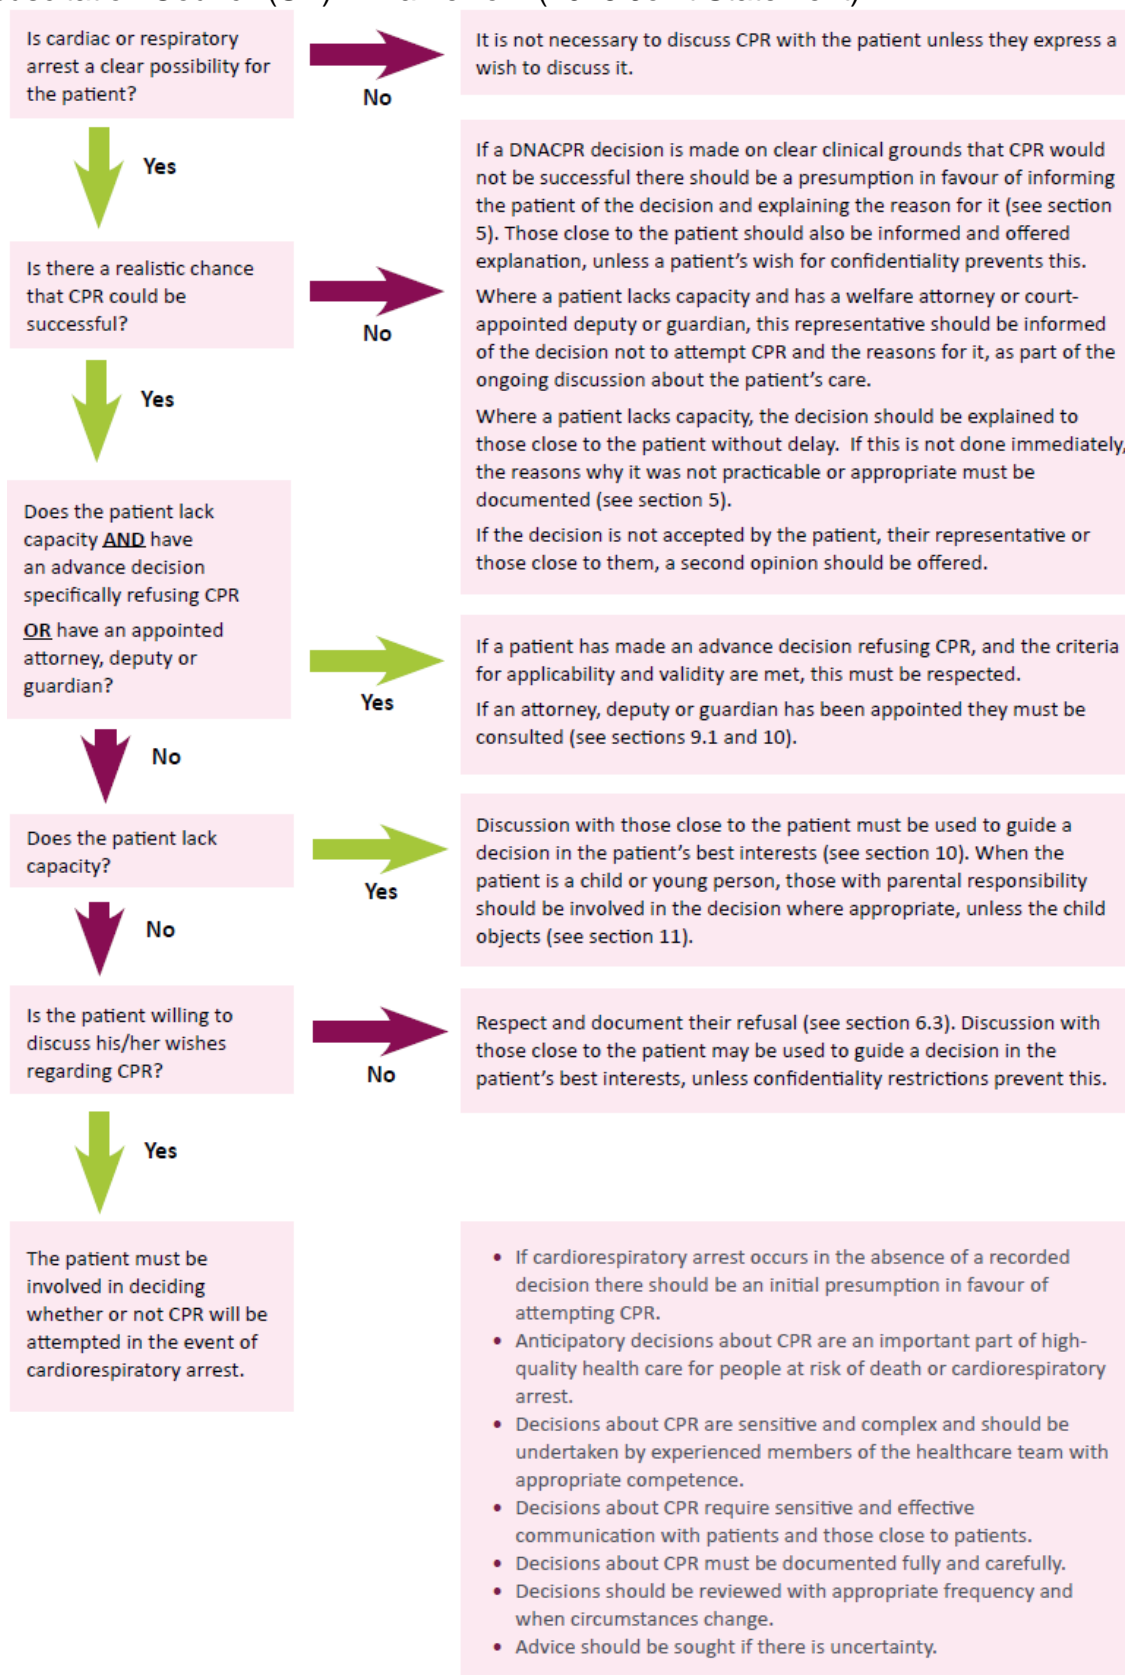 Is cardiac or respiratory
arrest a clear possibility for
the patient?
No
It is not necessary to discuss CPR with the patient unless they express a
wish to discuss it.
Yes
Is there a realistic chance
that CPR could be
successful?
No
If a DNACPR decision is made on clear clinical grounds that CPR would
not be successful there should be a presumption in favour of informing
the patient of the decision and explaining the reason for it (see section
5). Those close to the patient should also be informed and offered
explanation, unless a patient's wish for confidentiality prevents this.
Where a patient lacks capacity and has a welfare attorney or court-
appointed deputy or guardian, this representative should be informed
of the decision not to attempt CPR and the reasons for it, as part of the
ongoing discussion about the patient's care.
Where a patient lacks capacity, the decision should be explained to
those close to the patient without delay. If this is not done immediately,
the reasons why it was not practicable or appropriate must be
documented (see section 5).
If the decision is not accepted by the patient, their representative or
those close to them, a second opinion should be offered.
Yes
Does the patient lack
capacity AND have
an advance decision
specifically refusing CPR
OR have an appointed
attorney, deputy or
guardian?
Yes
If a patient has made an advance decision refusing CPR, and the criteria
for applicability and validity are met, this must be respected.
If an attorney, deputy or guardian has been appointed they must be
consulted (see sections 9.1 and 10).
No
Does the patient lack
capacity?
Yes
Discussion with those close to the patient must be used to guide a
decision in the patient's best interests (see section 10). When the
patient is a child or young person, those with parental responsibility
should be involved in the decision where appropriate, unless the child
objects (see section 11).
No
Is the patient willing to
discuss his/her wishes
regarding CPR?
No
Respect and document their refusal (see section 6.3). Discussion with
those close to the patient may be used to guide a decision in the
patient's best interests, unless confidentiality restrictions prevent this.
Yes
The patient must be
involved in deciding
whether or not CPR will be
attempted in the event of
cardiorespiratory arrest.
• If cardiorespiratory arrest occurs in the absence of a recorded
decision there should be an initial presumption in favour of
attempting CPR.
• Anticipatory decisions about CPR are an important part of high-
quality health care for people at risk of death or cardiorespiratory
arrest.
• Decisions about CPR are sensitive and complex and should be
undertaken by experienced members of the healthcare team with
appropriate competence.
• Decisions about CPR require sensitive and effective
communication with patients and those close to patients.
• Decisions about CPR must be documented fully and carefully.
• Decisions should be reviewed with appropriate frequency and
when circumstances change.
• Advice should be sought if there is uncertainty.